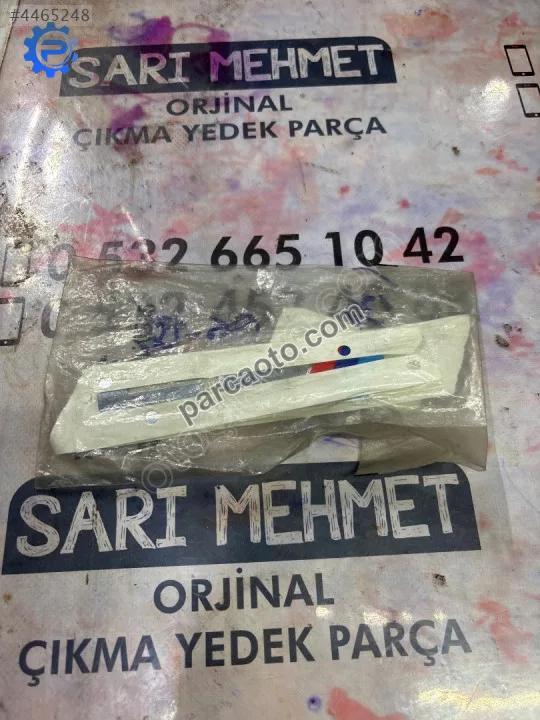 #4465248
SARI MEHMET
ORJİNAL
ÇIKMA YEDEK PARÇA
0 532 665 10 42
parcaoto.com
SARI MEHMET
ORJİNAL
ÇIKMA YEDEK PARÇA